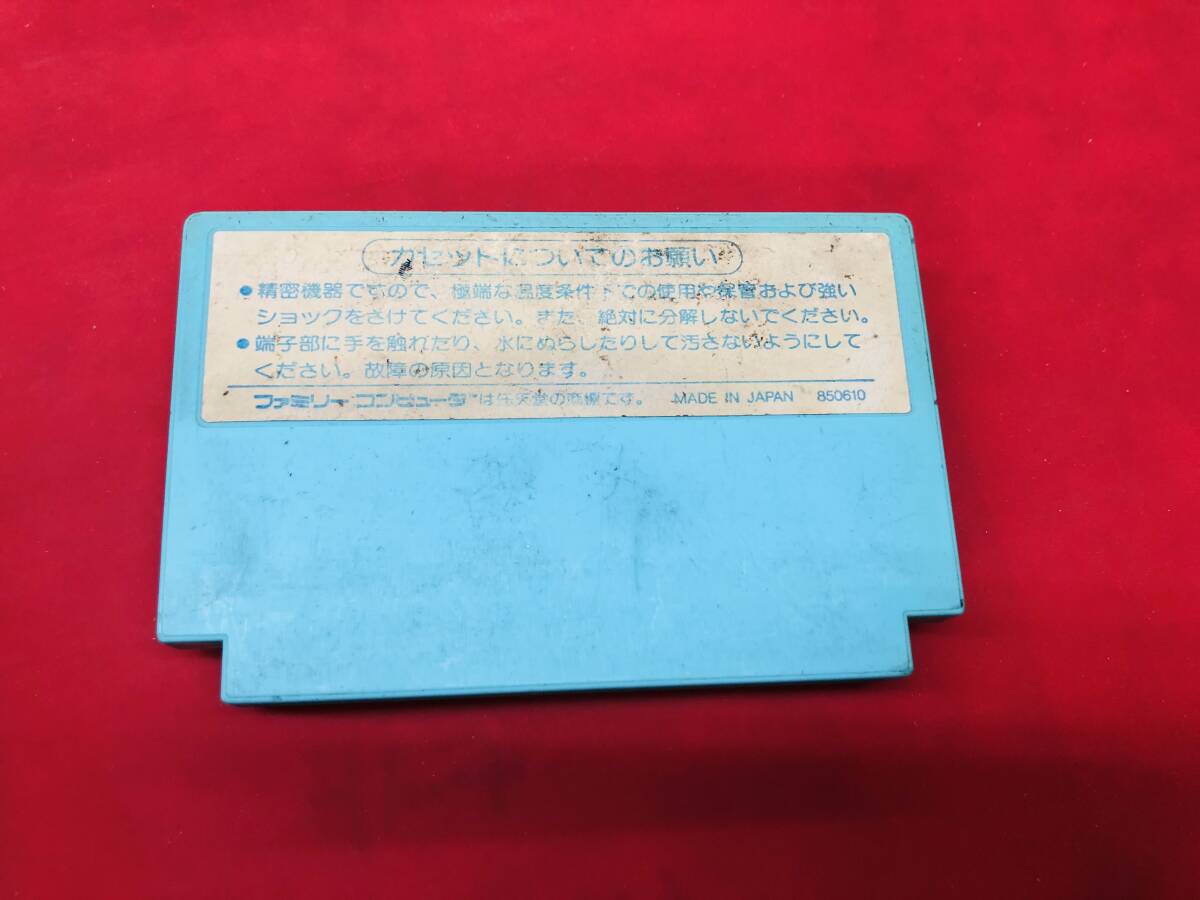 カセットについてのお願い
●精密機器ですので、極端な温度条件下での使用や保管および強い
ショックをさけてください。また、絶対に分解しないでください。
●端子部に手を触れたり、水にぬらしたりして汚さないようにして
ください。故障の原因となります。
ファミリーコンピュータ™は任天堂の商標です。 MADE IN JAPAN 850610